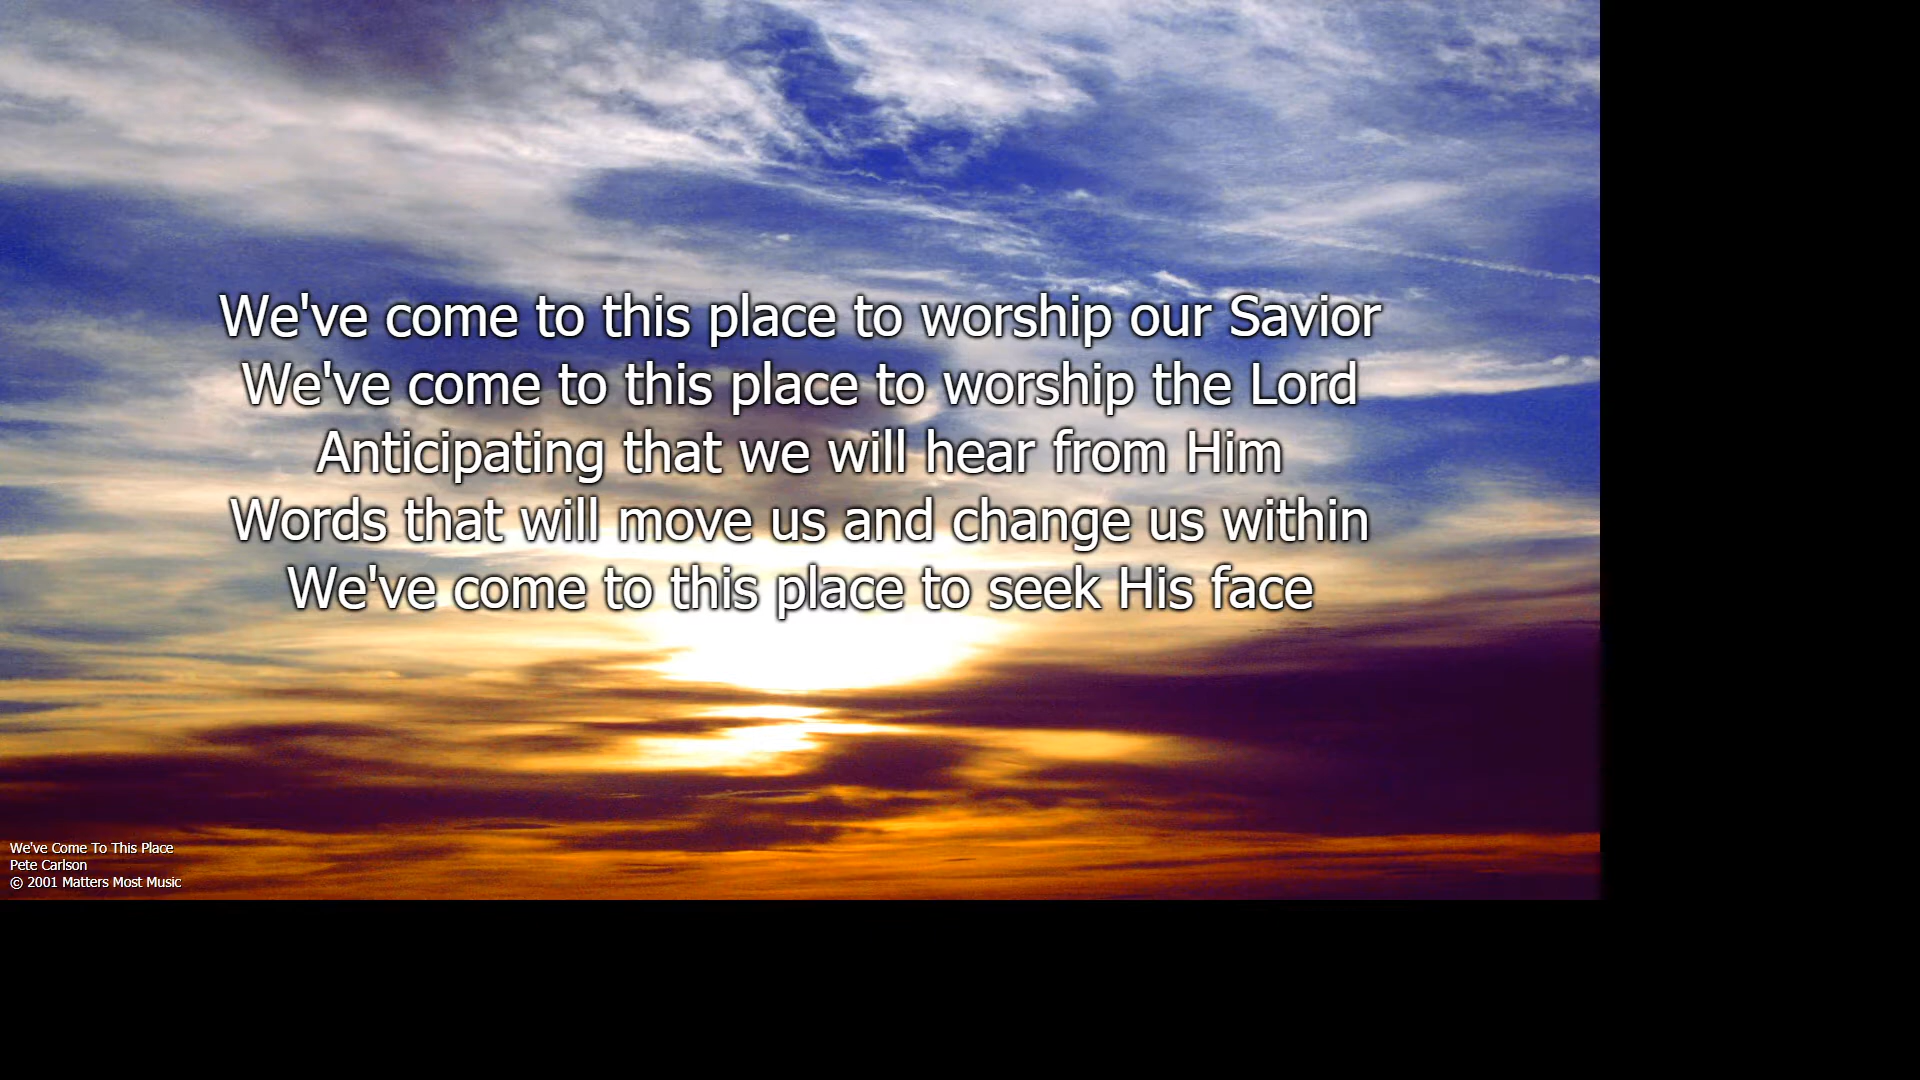 We've come to this place to worship our Savior
We've come to this place to worship the Lord
Anticipating that we will hear from Him
Words that will move us and change us within
We've come to this place to seek His face
We've Come To This Place
Pete Carlson
© 2001 Matters Most Music